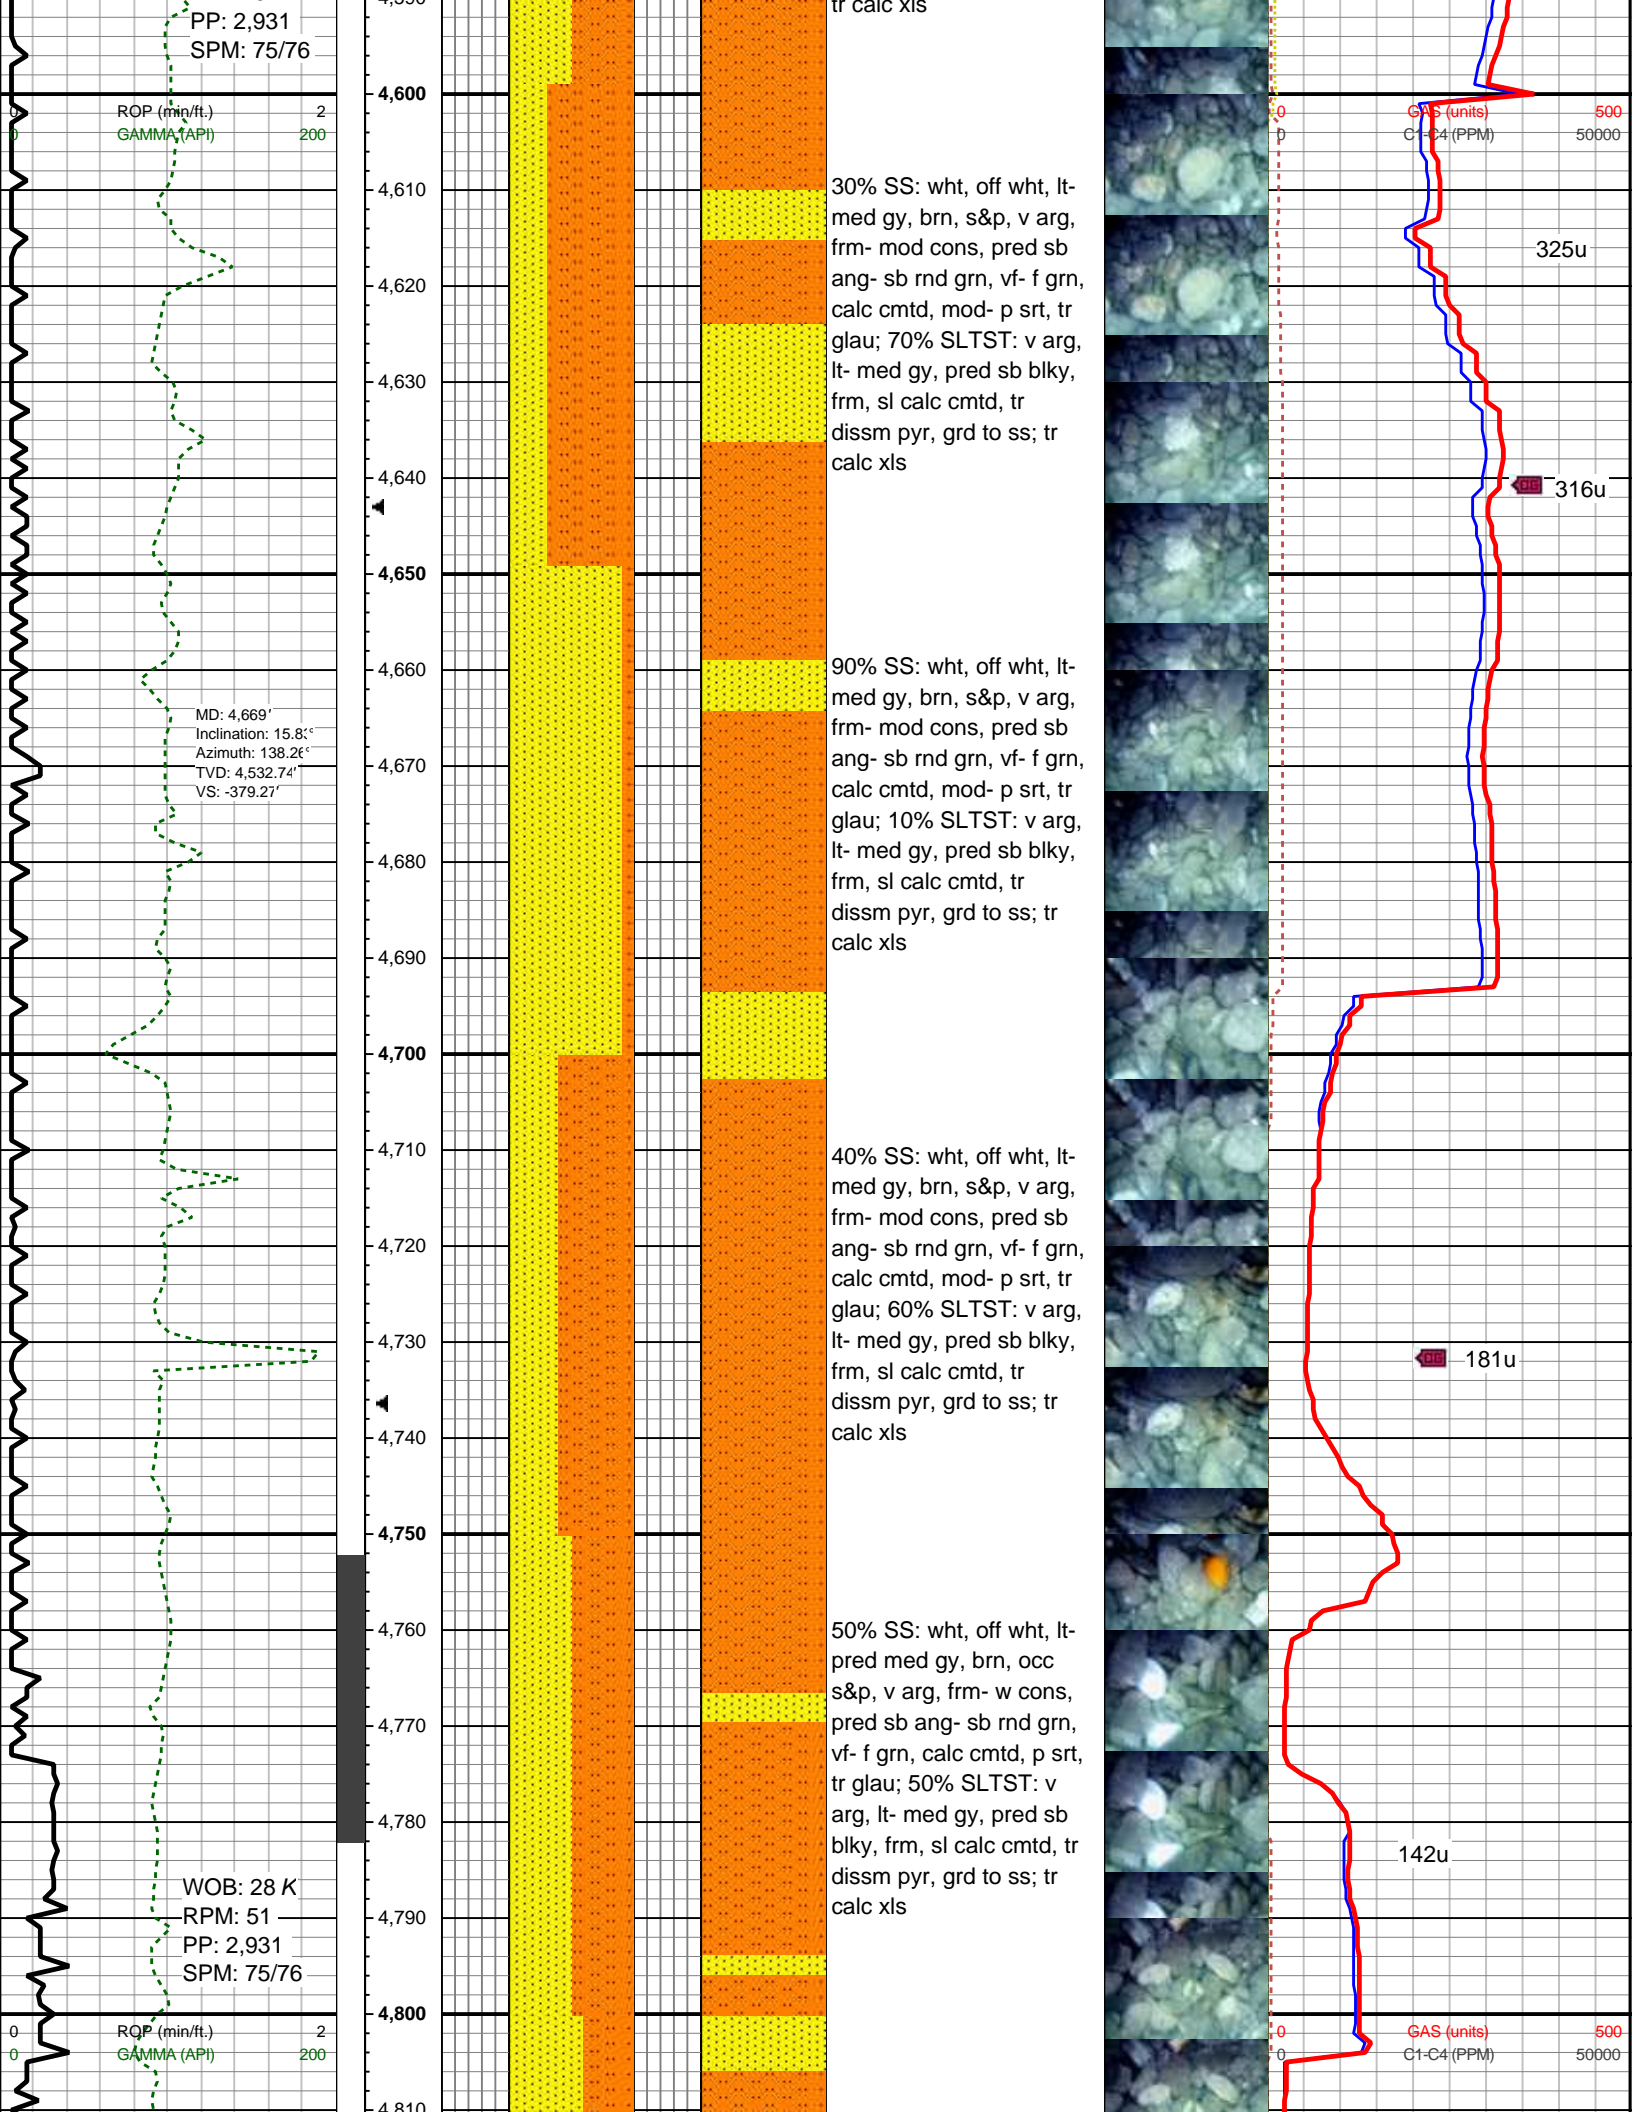 tr calc xls
PP: 2,931
SPM: 75/76
4,600
0 ROP (min/ft.) 2
0 GAMMA (API) 200
0 GAS (units) 500
0 C1-C4 (PPM) 50000
4,610
30% SS: wht, off wht, lt-
med gy, brn, s&p, v arg,
frm- mod cons, pred sb
ang- sb rnd grn, vf- f grn,
calc cmtd, mod- p srt, tr
glau; 70% SLTST: v arg,
lt- med gy, pred sb blky,
frm, sl calc cmtd, tr
dissm pyr, grd to ss; tr
calc xls
325u
4,620
4,630
4,640
CG 316u
4,650
4,660
90% SS: wht, off wht, lt-
med gy, brn, s&p, v arg,
frm- mod cons, pred sb
ang- sb rnd grn, vf- f grn,
calc cmtd, mod- p srt, tr
glau; 10% SLTST: v arg,
lt- med gy, pred sb blky,
frm, sl calc cmtd, tr
dissm pyr, grd to ss; tr
calc xls
MD: 4,669'
Inclination: 15.83°
Azimuth: 138.26°
TVD: 4,532.74'
VS: -379.27'
4,670
4,680
4,690
4,700
4,710
40% SS: wht, off wht, lt-
med gy, brn, s&p, v arg,
frm- mod cons, pred sb
ang- sb rnd grn, vf- f grn,
calc cmtd, mod- p srt, tr
glau; 60% SLTST: v arg,
lt- med gy, pred sb blky,
frm, sl calc cmtd, tr
dissm pyr, grd to ss; tr
calc xls
4,720
4,730
CG 181u
4,740
4,750
4,760
50% SS: wht, off wht, lt-
pred med gy, brn, occ
s&p, v arg, frm- w cons,
pred sb ang- sb rnd grn,
vf- f grn, calc cmtd, p srt,
tr glau; 50% SLTST: v
arg, lt- med gy, pred sb
blky, frm, sl calc cmtd, tr
dissm pyr, grd to ss; tr
calc xls
4,770
4,780
142u
WOB: 28 K
RPM: 51
PP: 2,931
SPM: 75/76
4,790
4,800
0 ROP (min/ft.) 2
0 GAMMA (API) 200
0 GAS (units) 500
0 C1-C4 (PPM) 50000
4,810